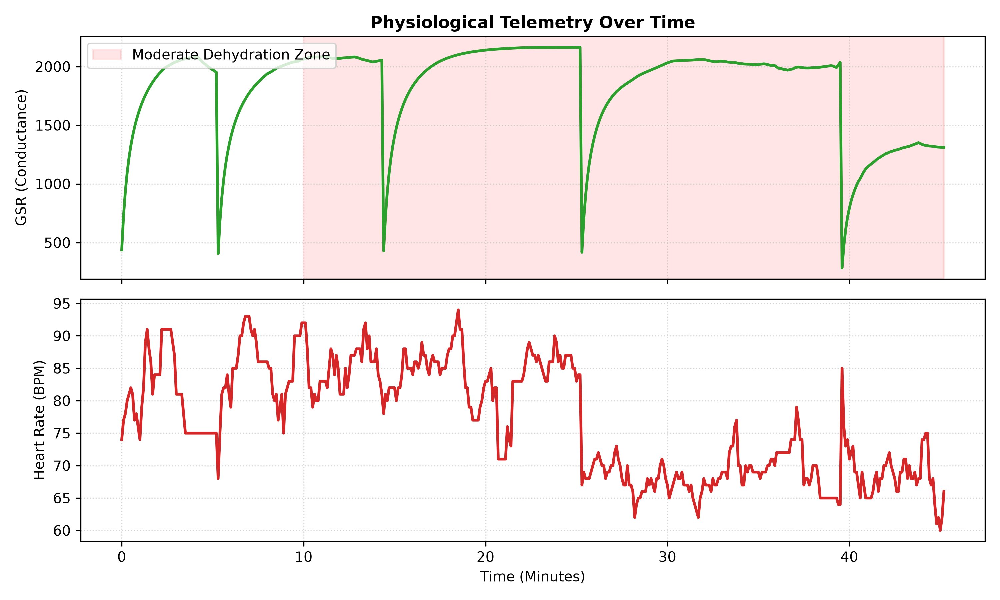 Physiological Telemetry Over Time
Moderate Dehydration Zone
GSR (Conductance)
2000
1500
1000
500
Heart Rate (BPM)
95
90
85
80
75
70
65
60
0 10 20 30 40
Time (Minutes)